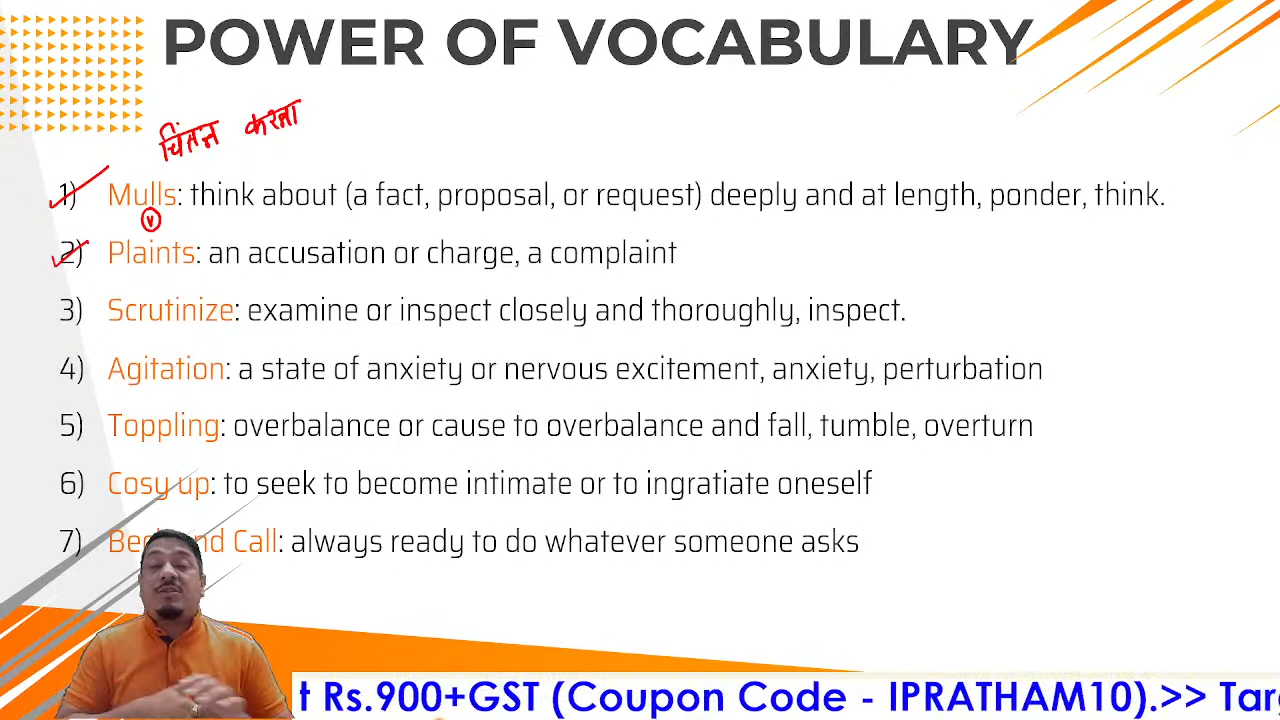 POWER OF VOCABULARY
चिंतन करना
1) Mulls: think about (a fact, proposal, or request) deeply and at length, ponder, think.
v
2) Plaints: an accusation or charge, a complaint
3) Scrutinize: examine or inspect closely and thoroughly, inspect.
4) Agitation: a state of anxiety or nervous excitement, anxiety, perturbation
5) Toppling: overbalance or cause to overbalance and fall, tumble, overturn
6) Cosy up: to seek to become intimate or to ingratiate oneself
7) Call: always ready to do whatever someone asks
t Rs.900+GST (Coupon Code - IPRATHAM10).>> Targ